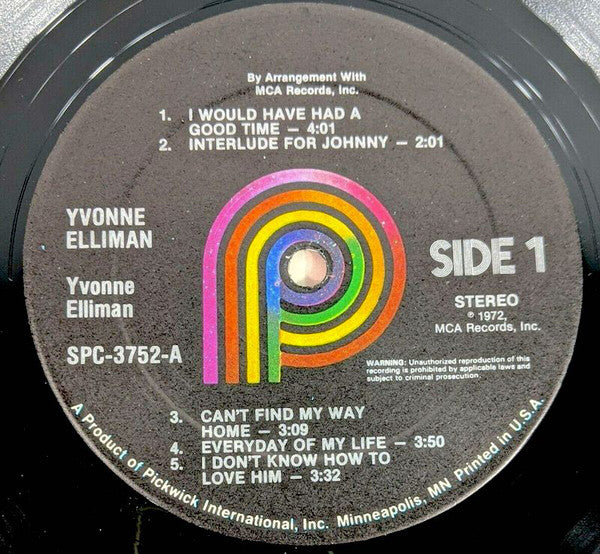 By Arrangement With
MCA Records, Inc.
1. I WOULD HAVE HAD A
GOOD TIME — 4:01
2. INTERLUDE FOR JOHNNY — 2:01
YVONNE
ELLIMAN
Yvonne
Elliman
SPC-3752-A
SIDE 1
STEREO
℗ 1972,
MCA Records, Inc.
WARNING: Unauthorized reproduction of this
recording is prohibited by applicable laws and
subject to criminal prosecution.
3. CAN'T FIND MY WAY
HOME — 3:09
4. EVERYDAY OF MY LIFE — 3:50
5. I DON'T KNOW HOW TO
LOVE HIM — 3:32
A Product of Pickwick International, Inc. Minneapolis, MN Printed in U.S.A.